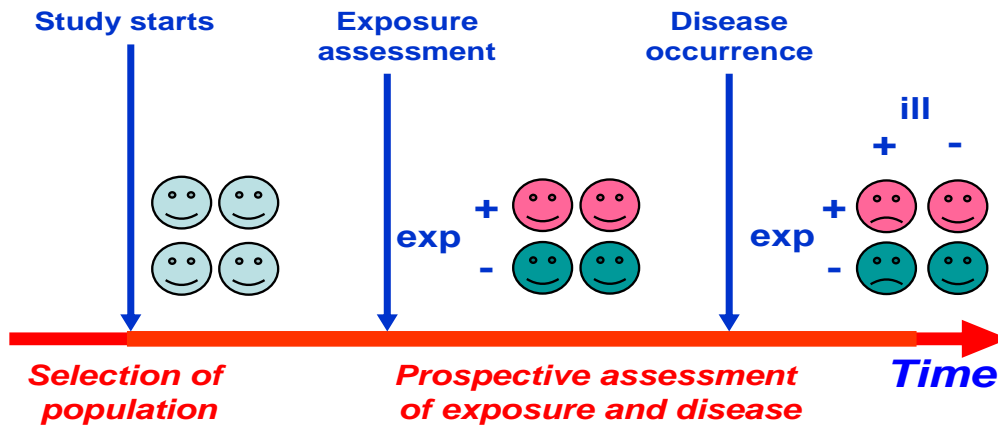 Study starts
Exposure
assessment
Disease
occurrence
ill
+ -
+
exp
-
+
exp
-
Selection of
population
Prospective assessment
of exposure and disease
Time